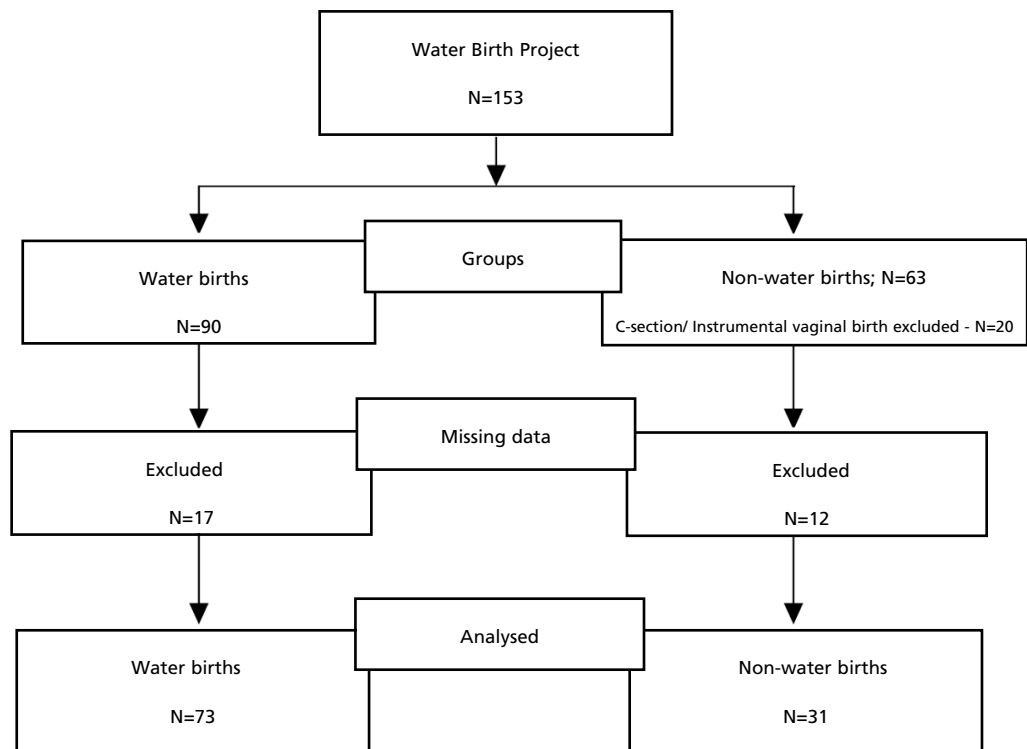 Water Birth Project
N=153
Groups
Water births
N=90
Non-water births; N=63
C-section/ Instrumental vaginal birth excluded - N=20
Missing data
Excluded
N=17
Excluded
N=12
Analysed
Water births
N=73
Non-water births
N=31